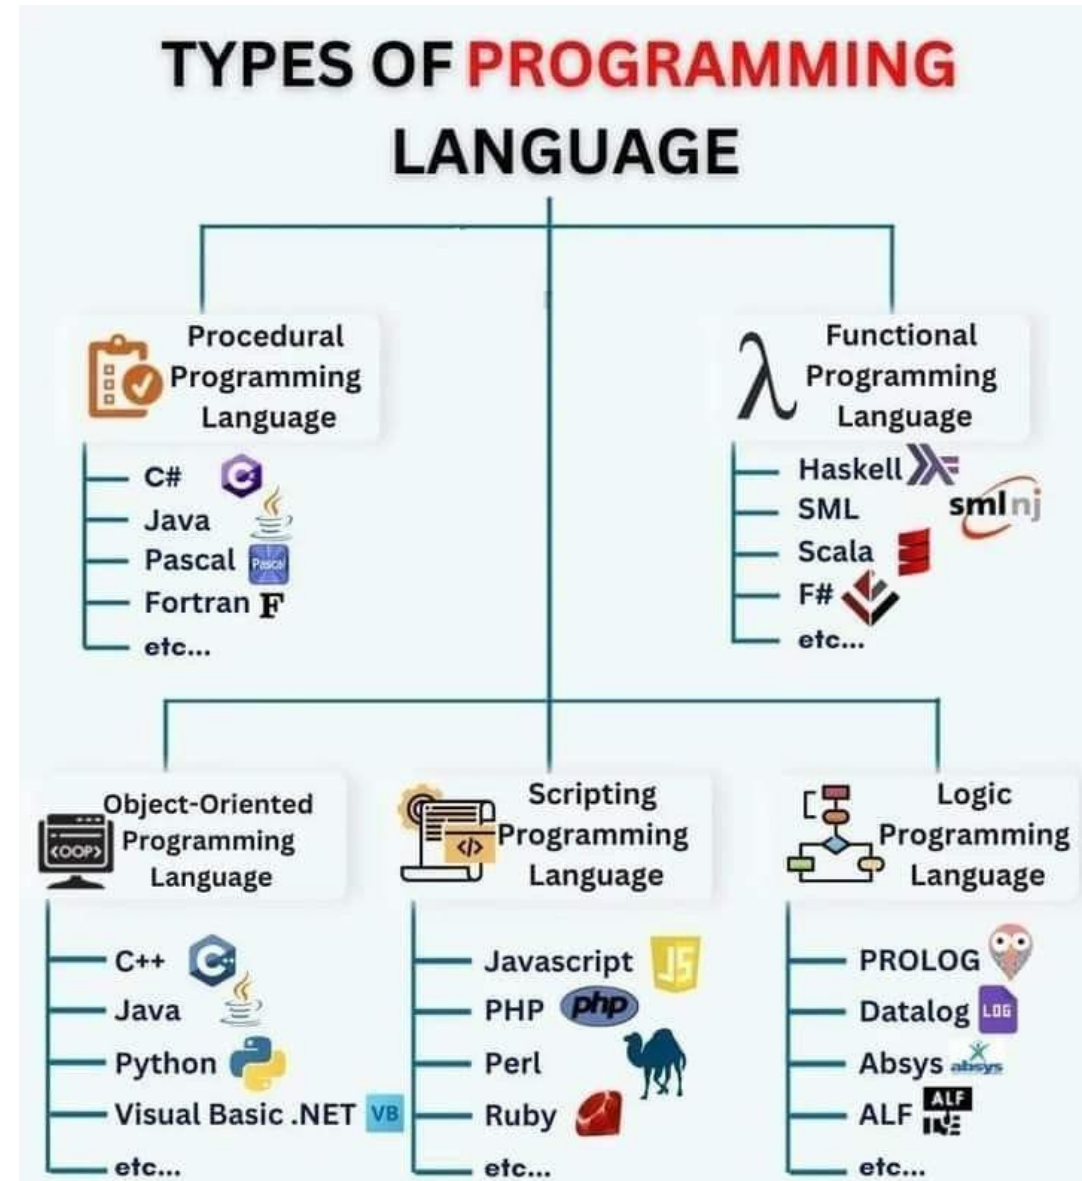 TYPES OF PROGRAMMING
LANGUAGE
Procedural
Programming
Language
C#
Java
Pascal
Pascal
Fortran F
etc...
Functional
Programming
Language
Haskell
SML
smlnj
Scala
F#
etc...
<OOP>
Object-Oriented
Programming
Language
C++
Java
Python
Visual Basic .NET VB
etc...
</>
Scripting
Programming
Language
Javascript JS
PHP php
Perl
Ruby
etc...
Logic
Programming
Language
PROLOG
Datalog LOG
Absys absys
ALF ALF
etc...